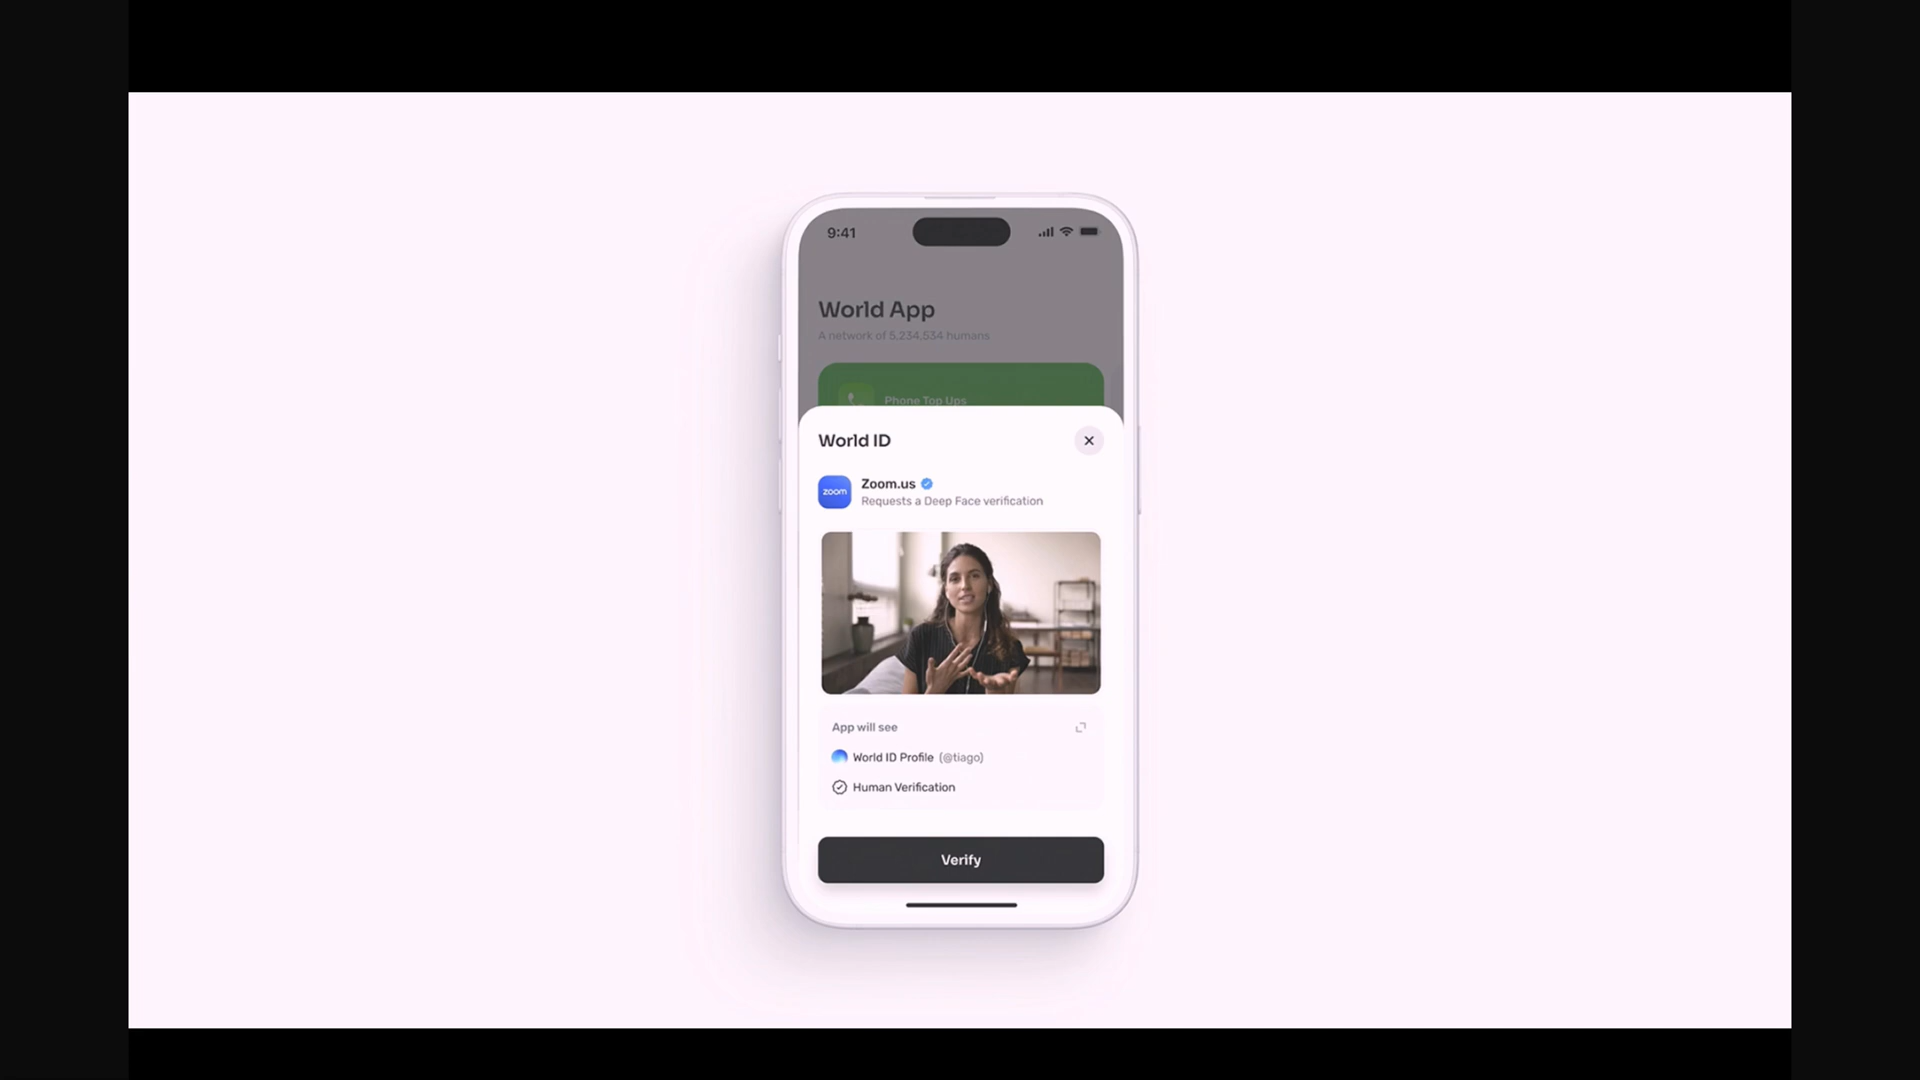 9:41
World App
A network of 5,234,534 humans
Phone Top Ups
World ID
zoom
Zoom.us
Requests a Deep Face verification
App will see
World ID Profile (@tiago)
Human Verification
Verify